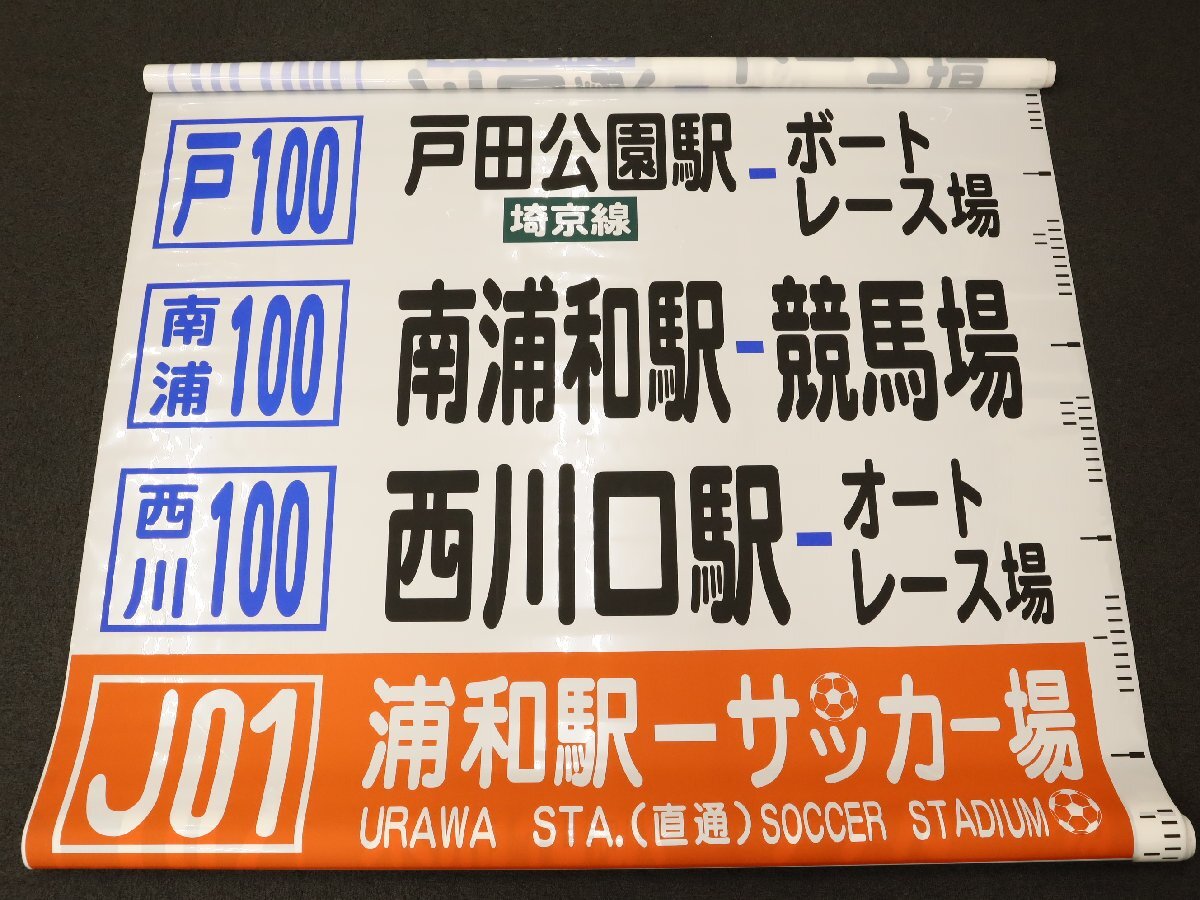 戸100 戸田公園駅-ボート
レース場
埼京線
南浦100 南浦和駅-競馬場
西川100 西川口駅-オート
レース場
J01 浦和駅ーサッカー場
URAWA STA.(直通)SOCCER STADIUM